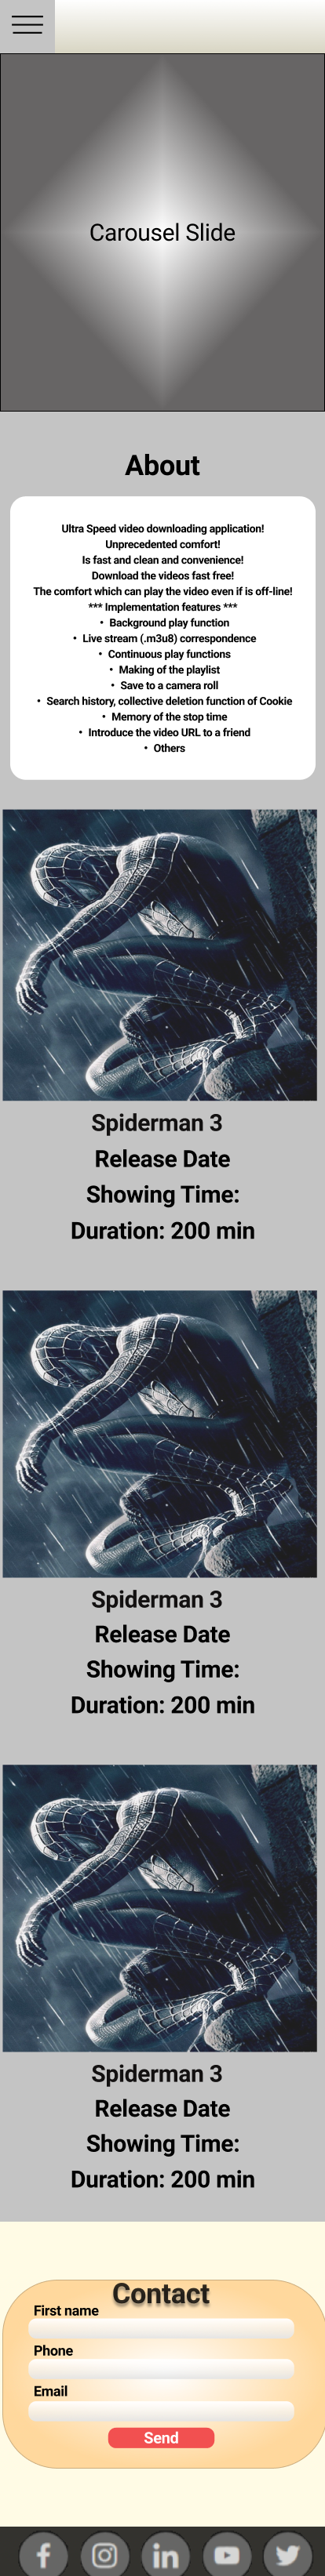 Carousel Slide
About
Ultra Speed video downloading application!
Unprecedented comfort!
Is fast and clean and convenience!
Download the videos fast free!
The comfort which can play the video even if is off-line!
*** Implementation features ***
• Background play function
• Live stream (.m3u8) correspondence
• Continuous play functions
• Making of the playlist
• Save to a camera roll
• Search history, collective deletion function of Cookie
• Memory of the stop time
• Introduce the video URL to a friend
• Others
Spiderman 3
Release Date
Showing Time:
Duration: 200 min
Spiderman 3
Release Date
Showing Time:
Duration: 200 min
Spiderman 3
Release Date
Showing Time:
Duration: 200 min
Contact
First name
Phone
Email
Send
f
in